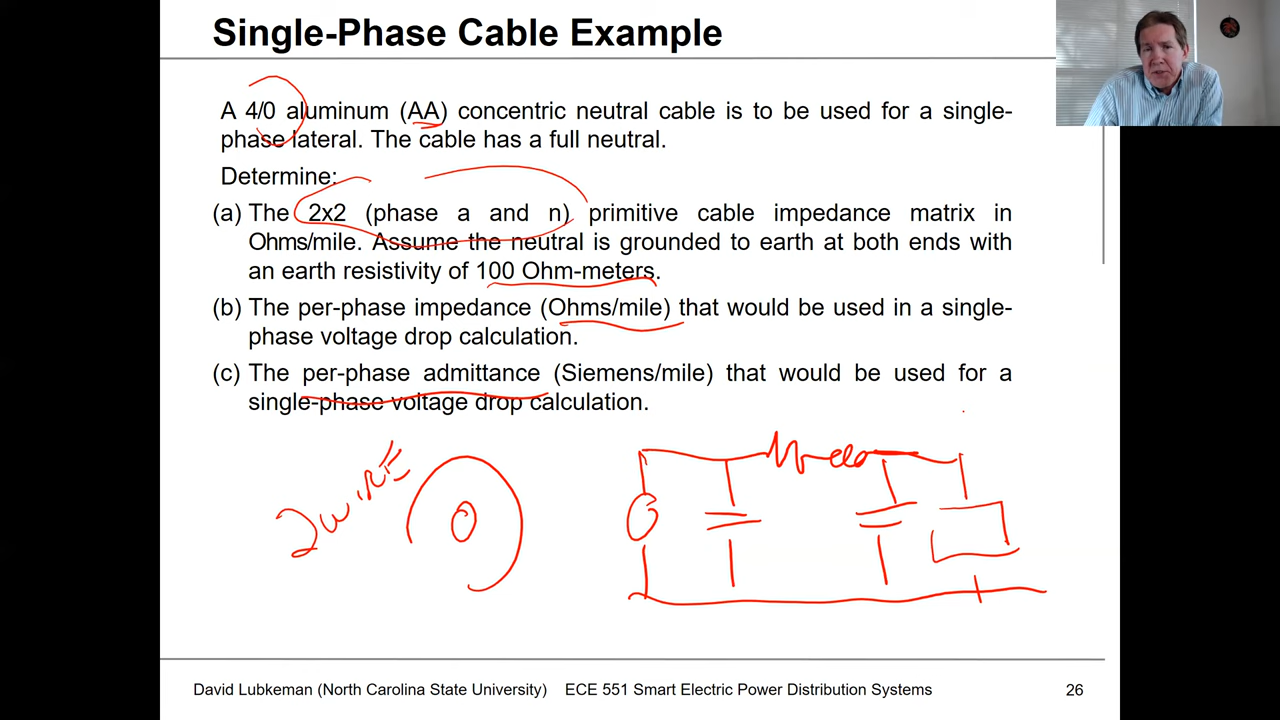 Single-Phase Cable Example
A 4/0 aluminum (AA) concentric neutral cable is to be used for a single-
phase lateral. The cable has a full neutral.
Determine:
(a) The 2x2 (phase a and n) primitive cable impedance matrix in
Ohms/mile. Assume the neutral is grounded to earth at both ends with
an earth resistivity of 100 Ohm-meters.
(b) The per-phase impedance (Ohms/mile) that would be used in a single-
phase voltage drop calculation.
(c) The per-phase admittance (Siemens/mile) that would be used for a
single-phase voltage drop calculation.
2 WIRE
David Lubkeman (North Carolina State University) ECE 551 Smart Electric Power Distribution Systems 26